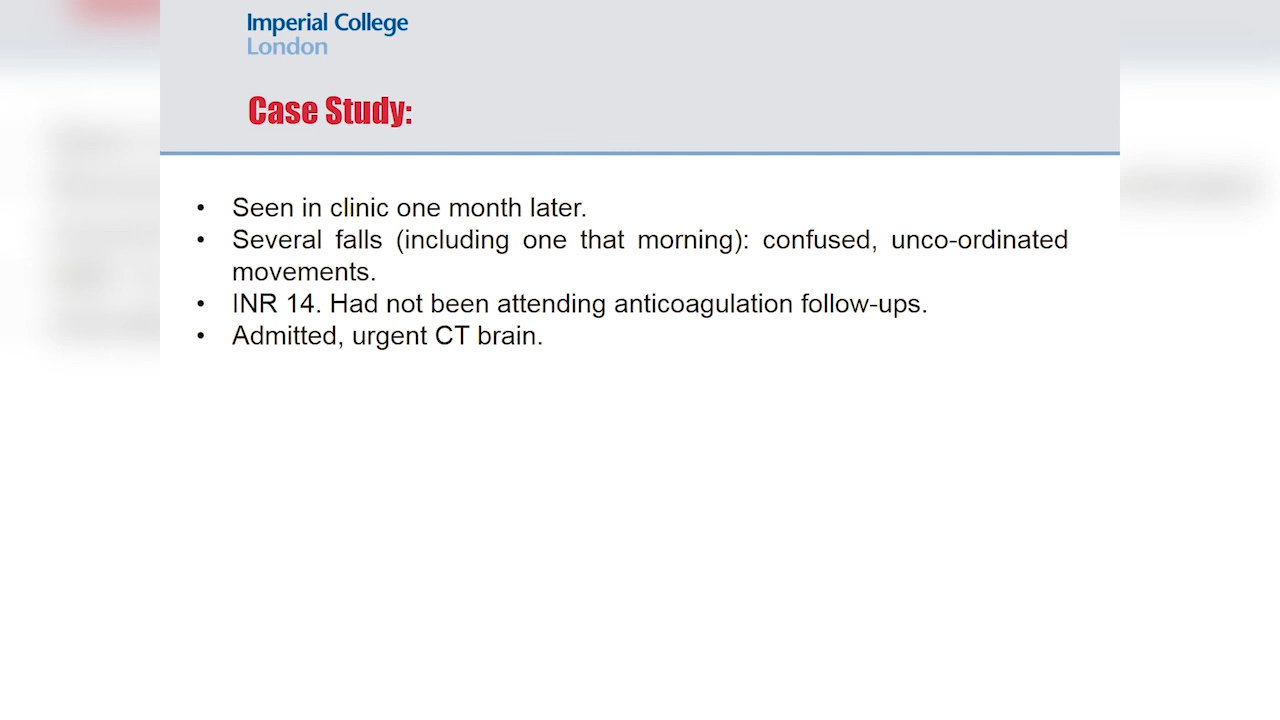 Imperial College
London
Case Study:
• Seen in clinic one month later.
• Several falls (including one that morning): confused, unco-ordinated
movements.
• INR 14. Had not been attending anticoagulation follow-ups.
• Admitted, urgent CT brain.